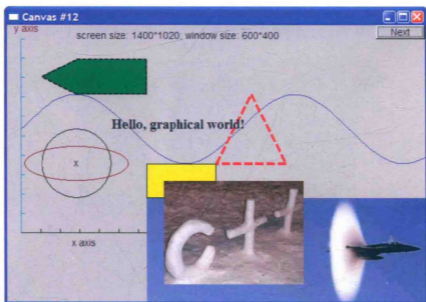 Canvas #12
y axis
screen size: 1400*1020, window size: 600*400
Next
Hello, graphical world!
x
C++
x axis